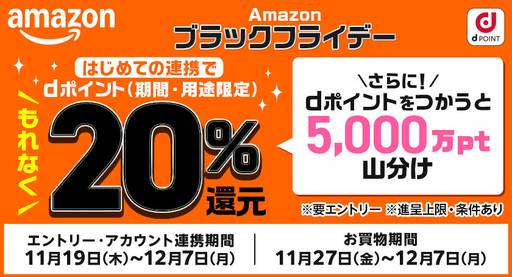 amazon
Amazon
ブラックフライデー
d POINT
はじめての連携で
dポイント(期間・用途限定)
もれなく
20%
還元
さらに!
dポイントをつかうと
5,000万pt
山分け
※要エントリー ※進呈上限・条件あり
エントリー・アカウント連携期間
11月19日(木)〜12月7日(月)
お買物期間
11月27日(金)〜12月7日(月)